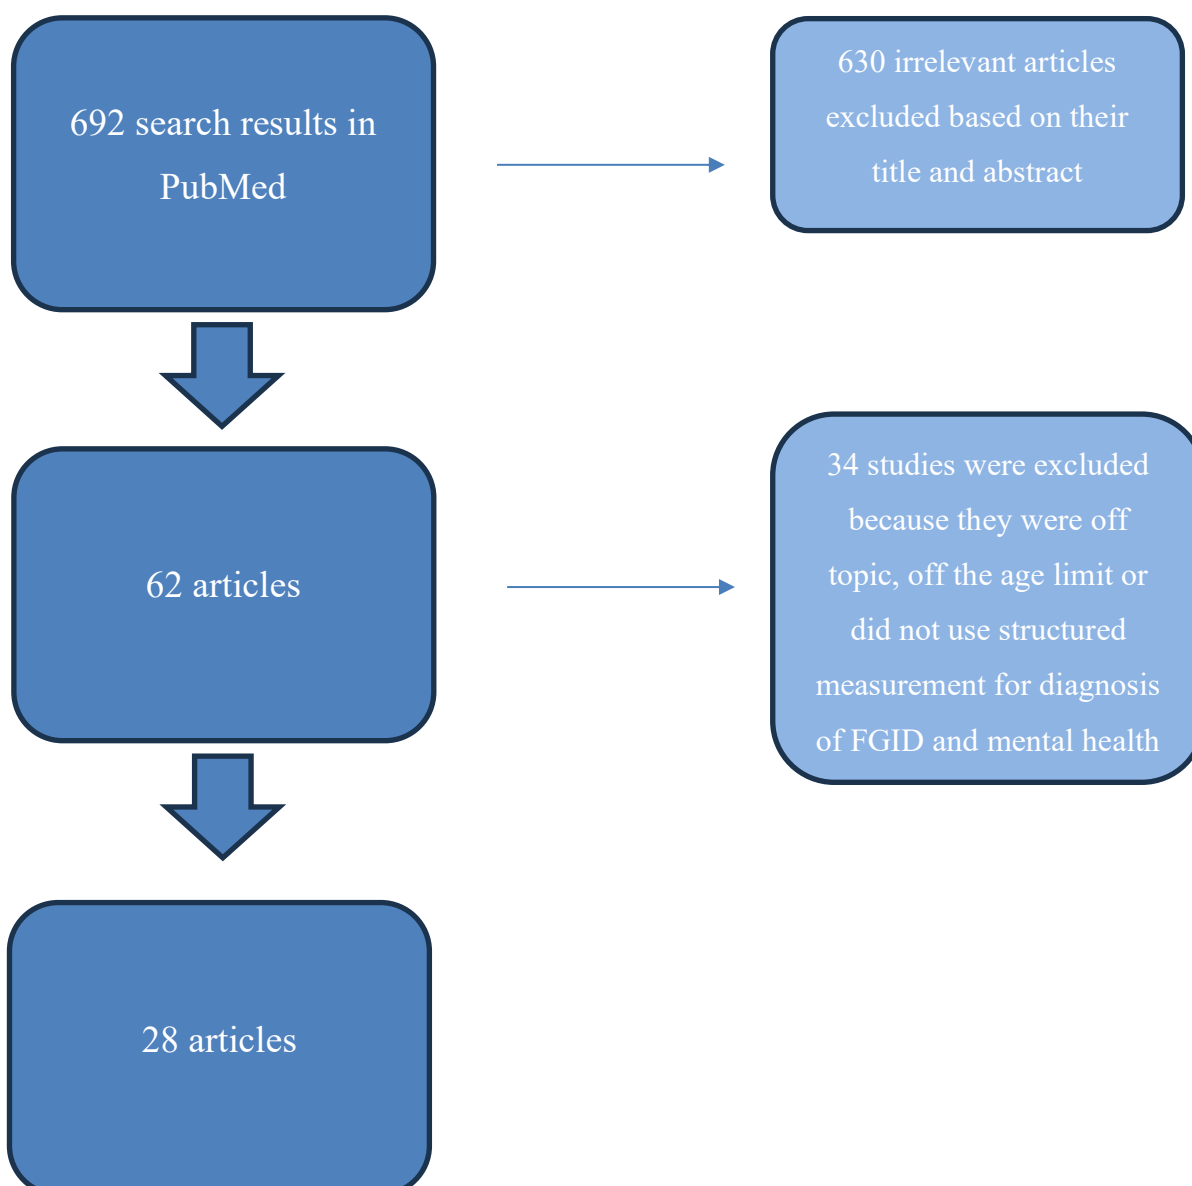 692 search results in
PubMed
630 irrelevant articles
excluded based on their
title and abstract
62 articles
34 studies were excluded
because they were off
topic, off the age limit or
did not use structured
measurement for diagnosis
of FGID and mental health
28 articles